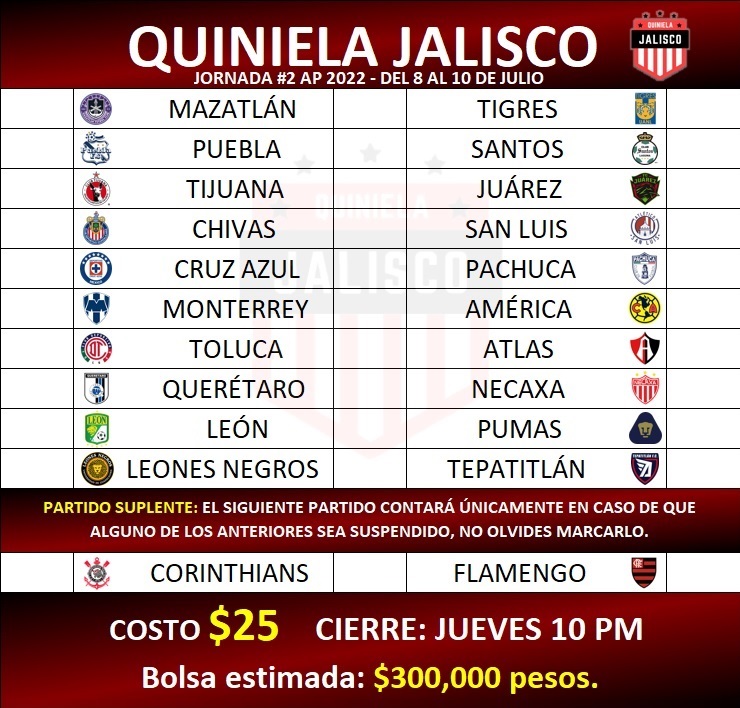 QUINIELA JALISCO
JORNADA #2 AP 2022 - DEL 8 AL 10 DE JULIO
QUINIELA
JALISCO
MAZATLÁN TIGRES
PUEBLA SANTOS
TIJUANA JUÁREZ
CHIVAS SAN LUIS
CRUZ AZUL PACHUCA
MONTERREY AMÉRICA
TOLUCA ATLAS
QUERÉTARO NECAXA
LEÓN PUMAS
LEONES NEGROS TEPATITLÁN
QUINIELA
JALISCO
PARTIDO SUPLENTE: EL SIGUIENTE PARTIDO CONTARÁ ÚNICAMENTE EN CASO DE QUE
ALGUNO DE LOS ANTERIORES SEA SUSPENDIDO, NO OLVIDES MARCARLO.
CORINTHIANS FLAMENGO
COSTO $25 CIERRE: JUEVES 10 PM
Bolsa estimada: $300,000 pesos.